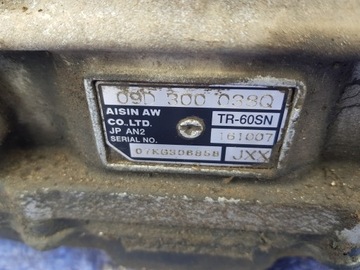 09D 300 038Q
AISIN AW
CO.,LTD. TR-60SN
JP AN2 161007
SERIAL NO.
JXX